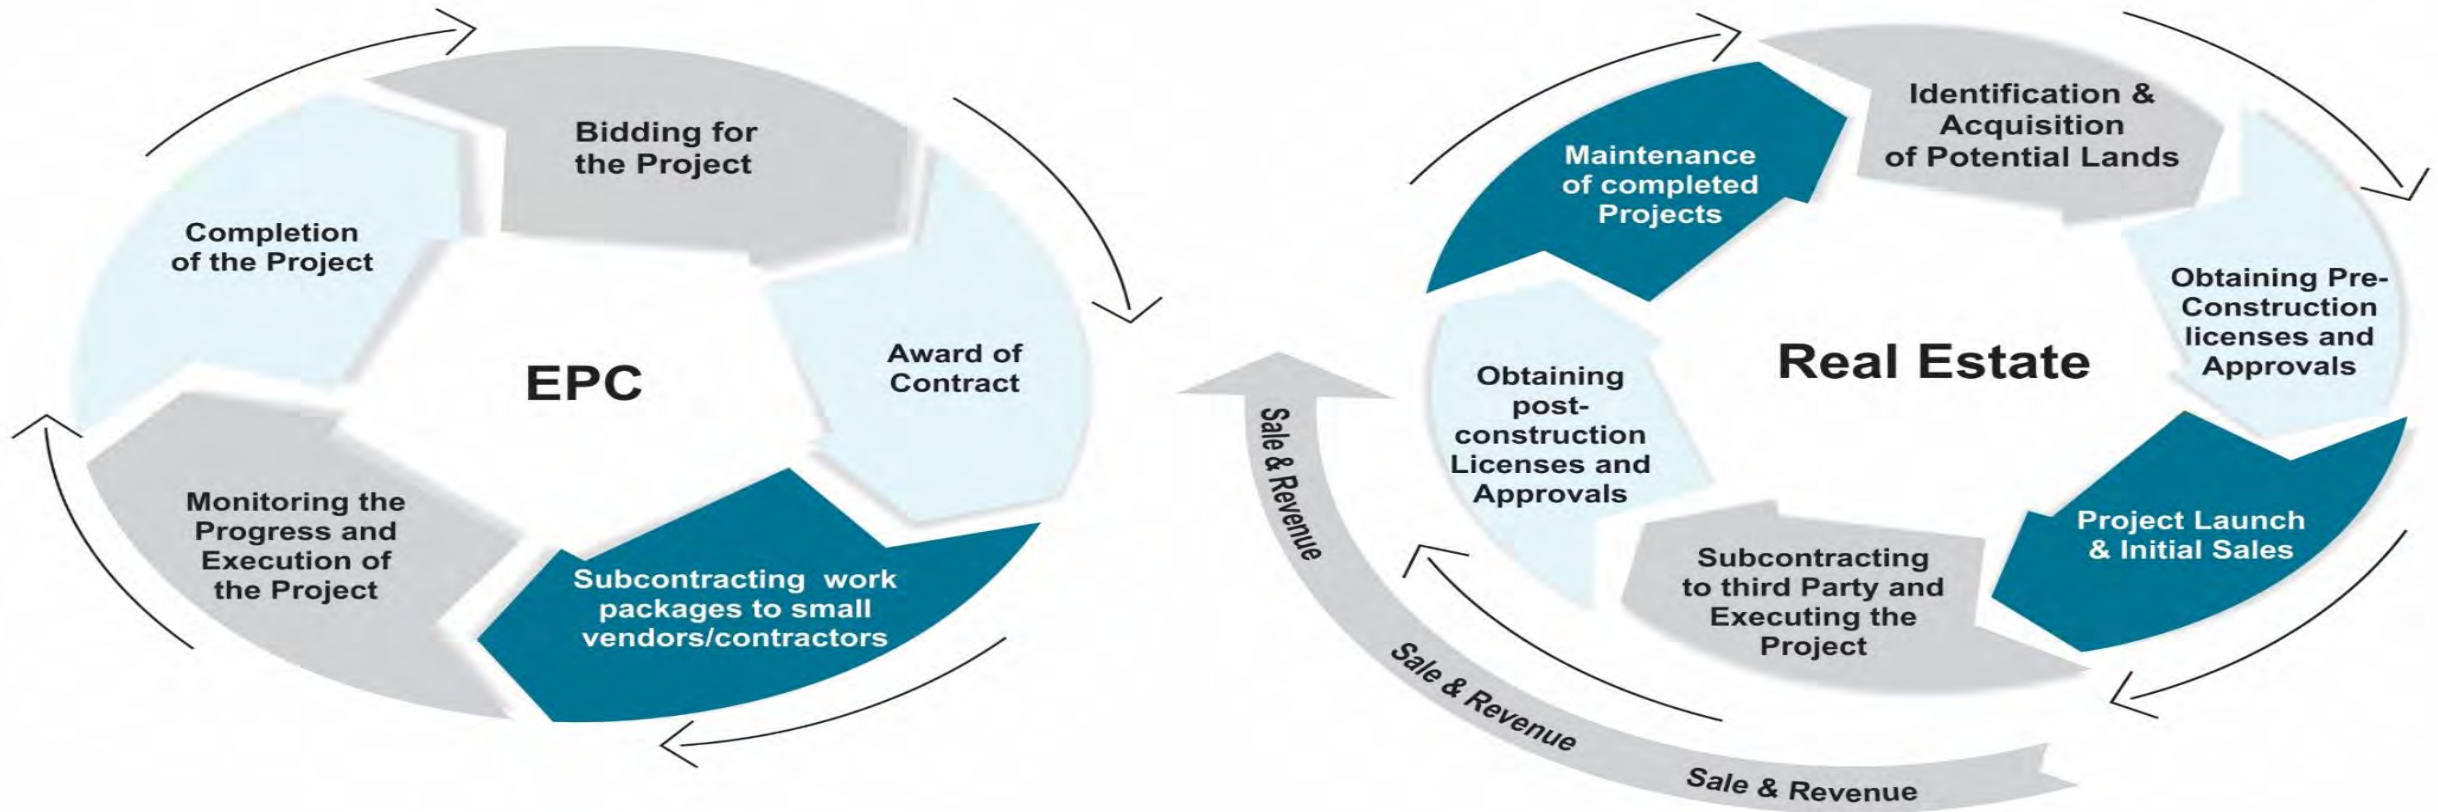 Bidding for
the Project
Award of
Contract
Subcontracting work
packages to small
vendors/contractors
Monitoring the
Progress and
Execution of
the Project
Completion
of the Project
EPC
Identification &
Acquisition
of Potential Lands
Obtaining Pre-
Construction
licenses and
Approvals
Project Launch
& Initial Sales
Subcontracting
to third Party and
Executing the
Project
Obtaining
post-
construction
Licenses and
Approvals
Maintenance
of completed
Projects
Real Estate
Sale & Revenue
Sale & Revenue
Sale & Revenue